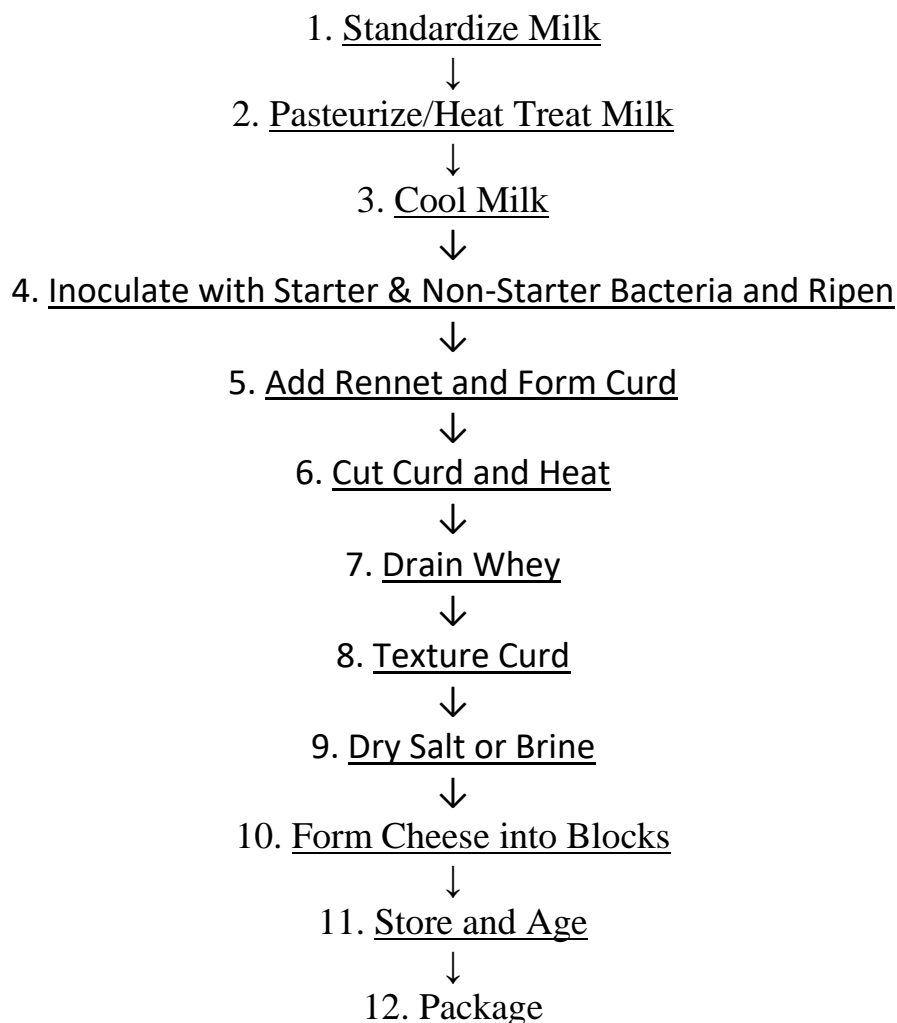 1. Standardize Milk
↓
2. Pasteurize/Heat Treat Milk
↓
3. Cool Milk
↓
4. Inoculate with Starter & Non-Starter Bacteria and Ripen
↓
5. Add Rennet and Form Curd
↓
6. Cut Curd and Heat
↓
7. Drain Whey
↓
8. Texture Curd
↓
9. Dry Salt or Brine
↓
10. Form Cheese into Blocks
↓
11. Store and Age
↓
12. Package